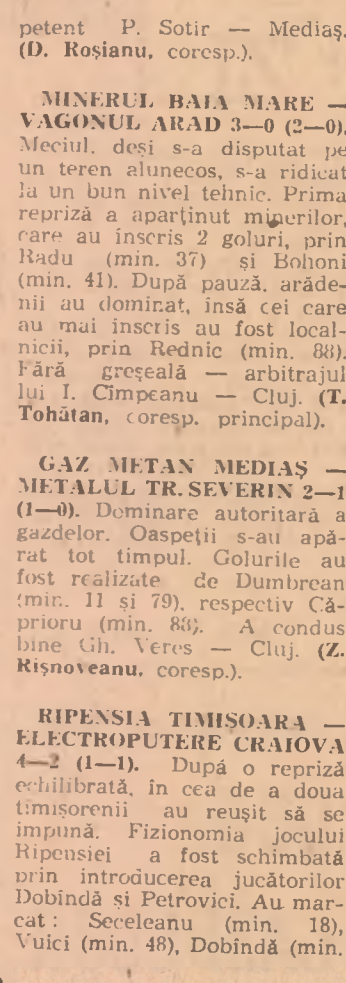 petent P. Sotir — Mediaş.
(D. Roşianu, coresp.).
MINERUL BAIA MARE —
VAGONUL ARAD 3—0 (2—0).
Meciul, deşi s-a disputat pe
un teren alunecos, s-a ridicat
la un bun nivel tehnic. Prima
repriză a aparţinut minerilor,
care au înscris 2 goluri, prin
Radu (min. 37) şi Bohoni
(min. 41). După pauză, arăde-
nii au dominat, însă cei care
au mai înscris au fost local-
nicii, prin Rednic (min. 88).
Fără greşeală — arbitrajul
lui I. Cîmpeanu — Cluj. (T.
Tohătan, coresp. principal).
GAZ METAN MEDIAŞ —
METALUL TR. SEVERIN 2—1
(1—0). Dominare autoritară a
gazdelor. Oaspeţii s-au apă-
rat tot timpul. Golurile au
fost realizate de Dumbrean
(min. 11 şi 79), respectiv Că-
prioru (min. 88). A condus
bine Gh. Vereş — Cluj. (Z.
Rîşnoveanu, coresp.).
RIPENSIA TIMIŞOARA —
ELECTROPUTERE CRAIOVA
4—2 (1—1). După o repriză
echilibrată, în cea de a doua
timişorenii au reuşit să se
impună. Fizionomia jocului
Ripensiei a fost schimbată
prin introducerea jucătorilor
Dobîndă şi Petrovici. Au mar-
cat : Seceleanu (min. 18),
Vuici (min. 48), Dobîndă (min.